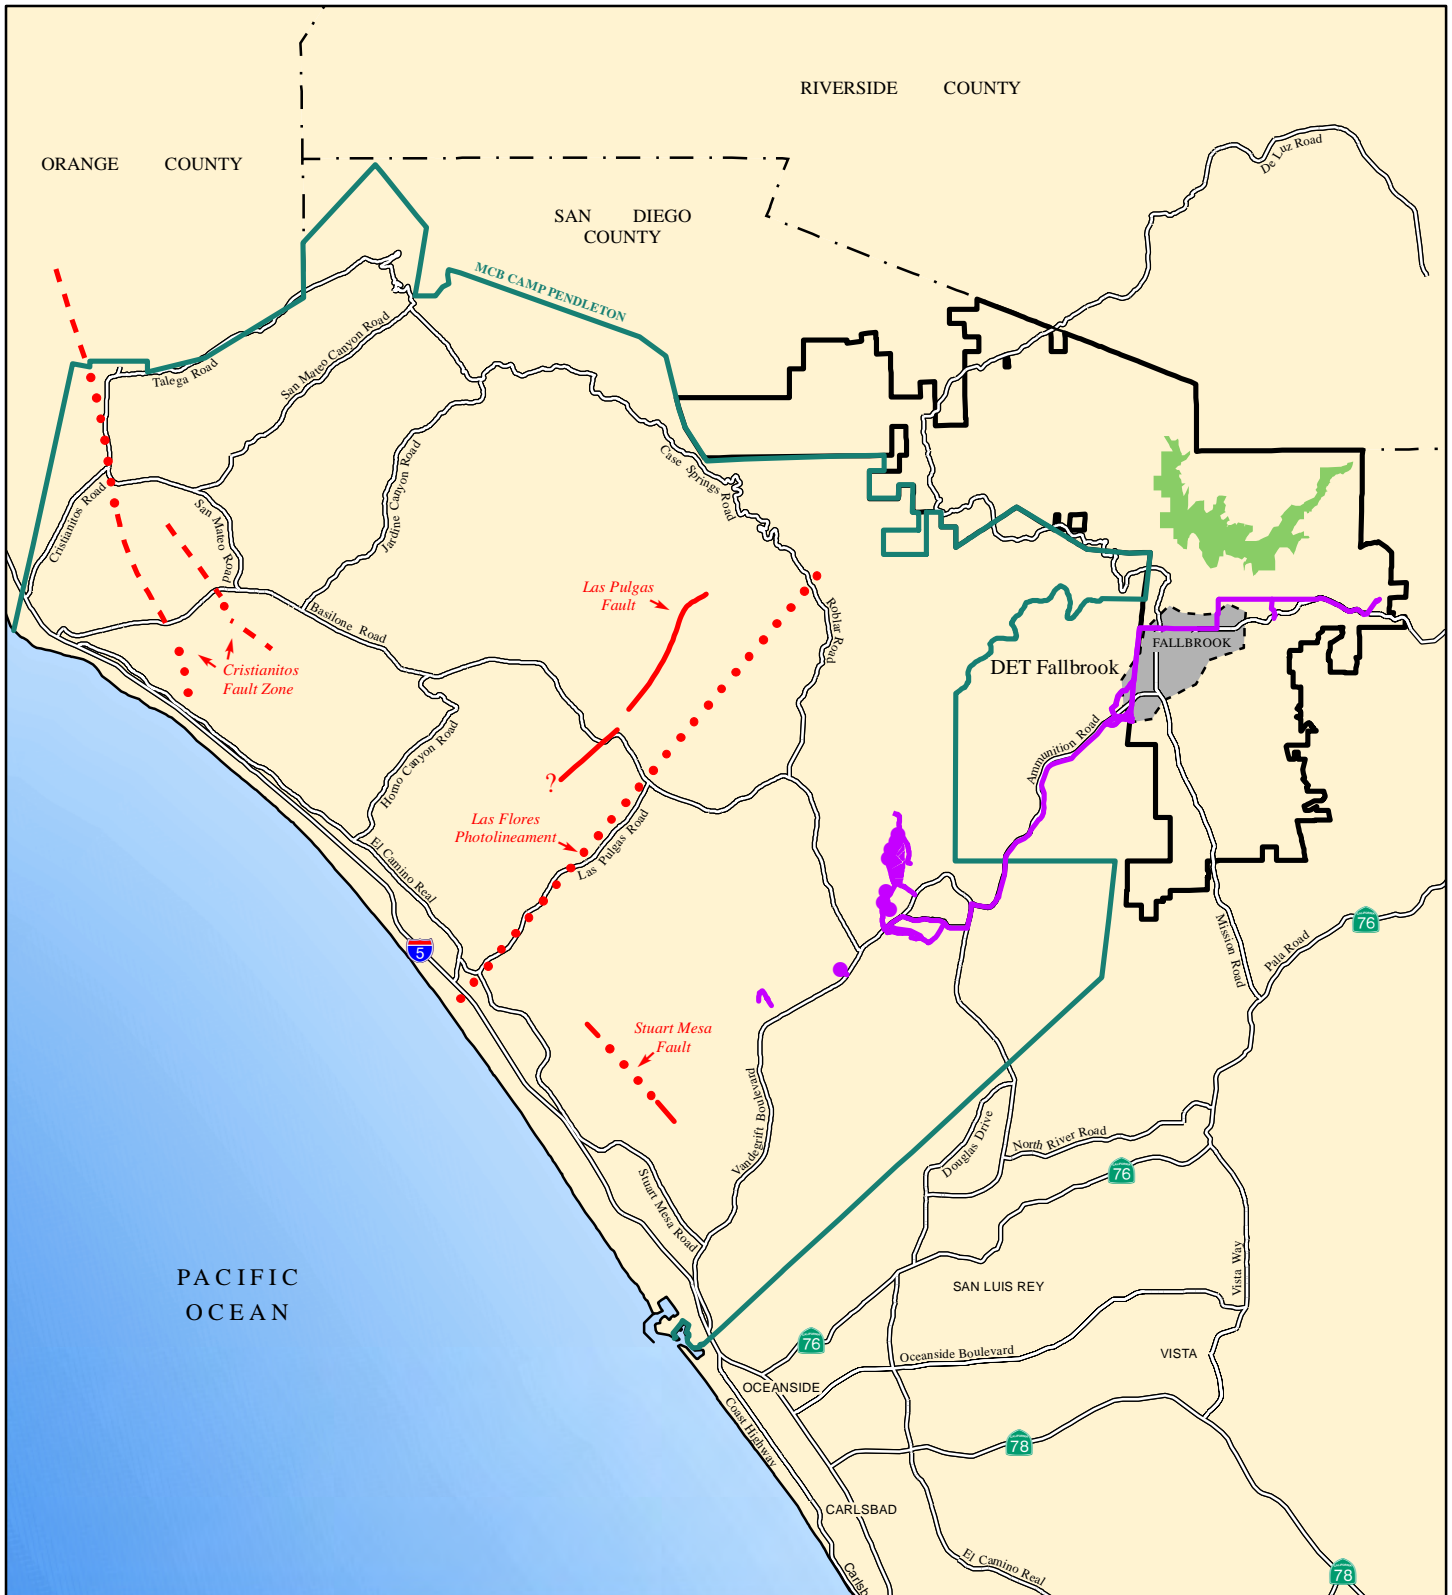 RIVERSIDE COUNTY
ORANGE COUNTY
SAN DIEGO
COUNTY
De Luz Road
MCB CAMP PENDLETON
Talega Road
San Mateo Canyon Road
Case Springs Road
Jardine Canyon Road
Cristianitos Road
San Mateo Road
Las Pulgas
Fault
Basilone Road
Roblar Road
FALLBROOK
DET Fallbrook
Cristianitos
Fault Zone
Ammunition Road
Homo Canyon Road
?
Las Flores
Photolineament
Las Pulgas Road
El Camino Real
5
76
Mission Road
Pala Road
Stuart Mesa
Fault
Vandegrift Boulevard
Douglas Drive
North River Road
76
Stuart Mesa Road
Vista Way
PACIFIC
OCEAN
SAN LUIS REY
76
Oceanside Boulevard
VISTA
OCEANSIDE
Coast Highway
78
CARLSBAD
El Camino Real
Carlsb
78